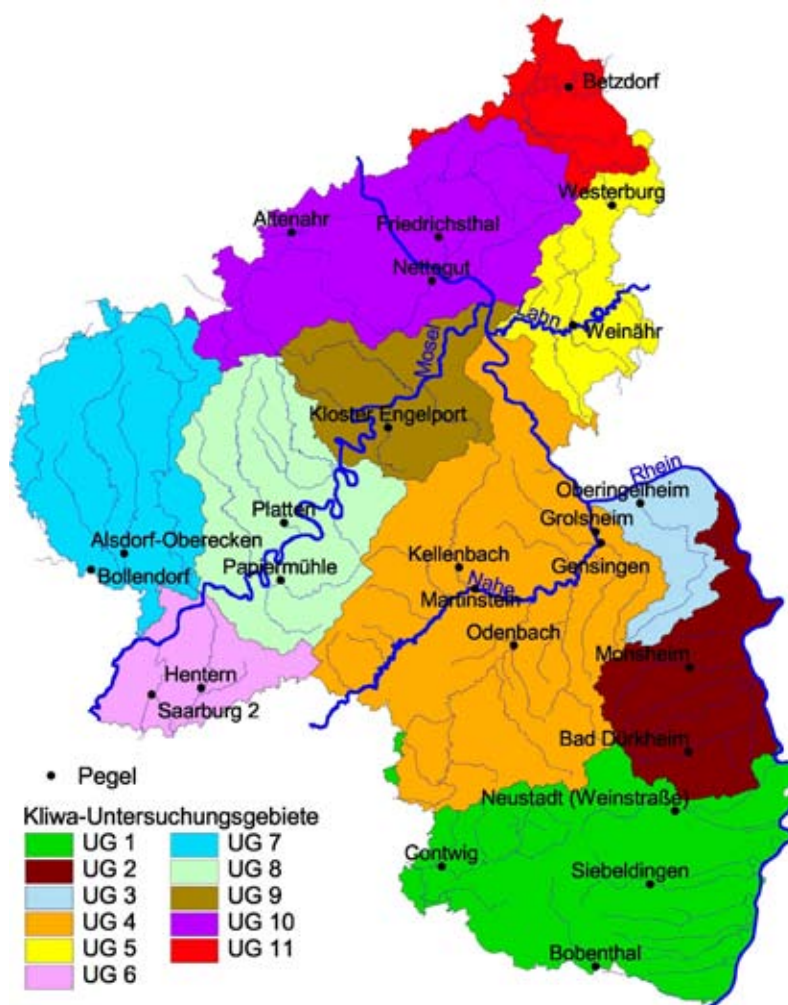 Betzdorf
Westerburg
Altenahr
Friedrichsthal
Nettegut
Lahn
Weinähr
Mosel
Kloster Engelport
Rhein
Oberingelheim
Platten
Grolsheim
Alsdorf-Oberecken
Kellenbach
Gensingen
Bollendorf
Papiermühle
Nahe
Martinstein
Odenbach
Hentern
Monsheim
Saarburg 2
Bad Dürkheim
Pegel
Neustadt (Weinstraße)
Kliwa-Untersuchungsgebiete
UG 1
UG 2
UG 3
UG 4
UG 5
UG 6
UG 7
UG 8
UG 9
UG 10
UG 11
Contwig
Siebeldingen
Bobenthal